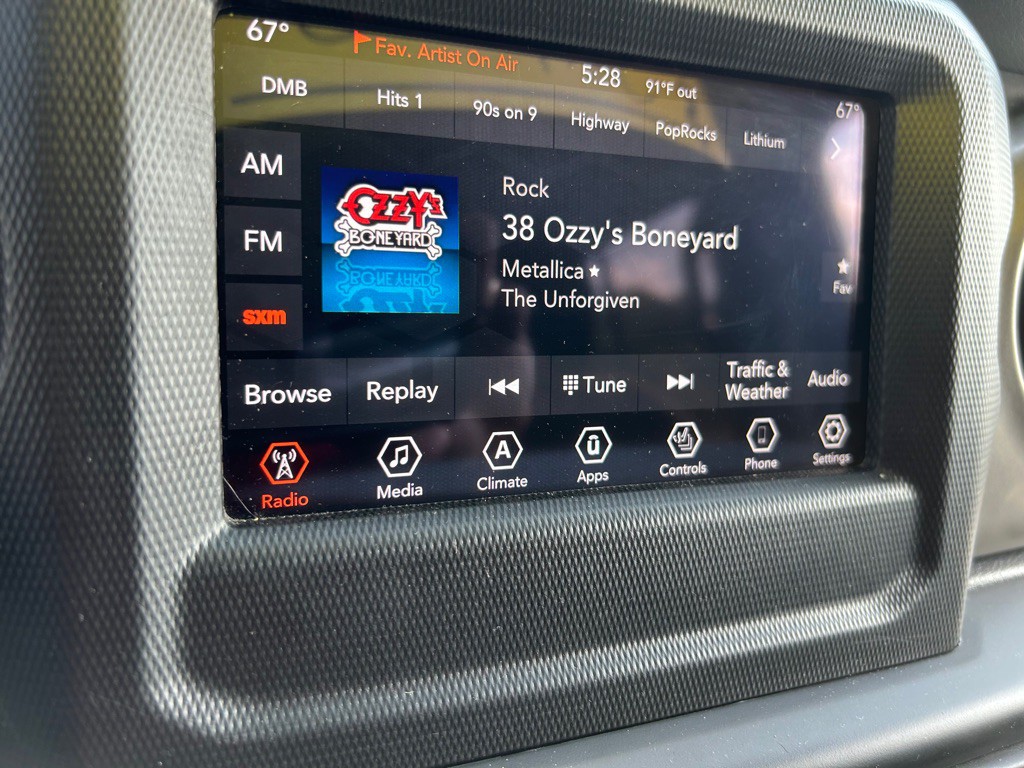 67°
Fav. Artist On Air
5:28
91°F out
67°
DMB
Hits 1
90s on 9
Highway
PopRocks
Lithium
AM
FM
sxm
OZZY's
BONEYARD
BONEYARD
Rock
38 Ozzy's Boneyard
Metallica
The Unforgiven
Fav
Browse
Replay
Tune
Traffic &
Weather
Audio
Radio
Media
A
Climate
û
Apps
Controls
Phone
Settings